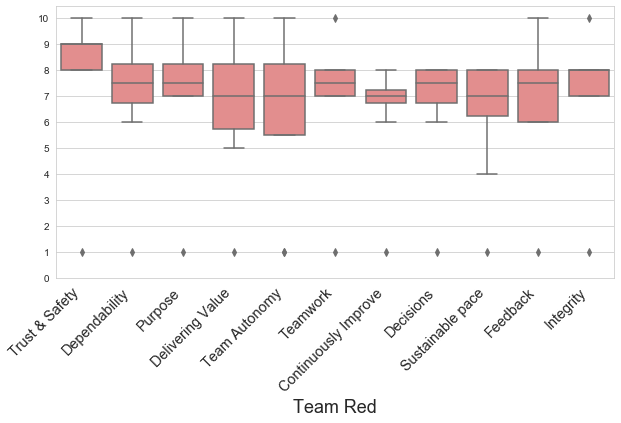 10
9
8
7
6
5
4
3
2
1
0
Trust & Safety
Dependability
Purpose
Delivering Value
Team Autonomy
Teamwork
Continuously Improve
Decisions
Sustainable pace
Feedback
Integrity
Team Red